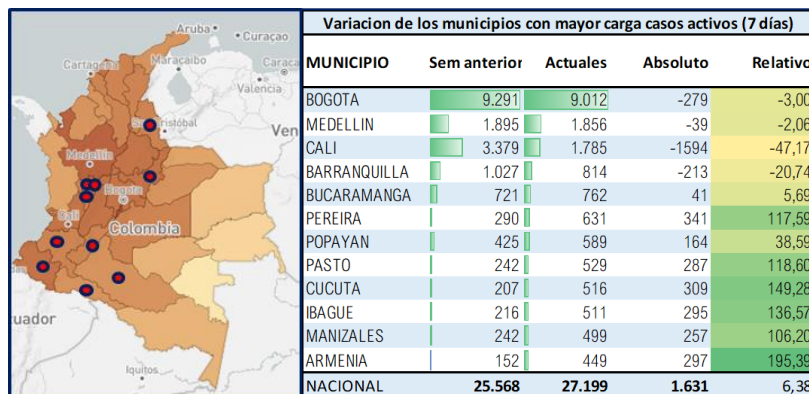 Aruba
Curaçao
Cartagena
Maracaibo
Caraca
Valencia
San Cristóbal
Ven
Medellín
Bogota
Cali
Colombia
cuador
Iquitos
Variacion de los municipios con mayor carga casos activos (7 días)
MUNICIPIO Sem anterior Actuales Absoluto Relativo
BOGOTA 9.291 9.012 -279 -3,00
MEDELLIN 1.895 1.856 -39 -2,06
CALI 3.379 1.785 -1594 -47,17
BARRANQUILLA 1.027 814 -213 -20,74
BUCARAMANGA 721 762 41 5,69
PEREIRA 290 631 341 117,59
POPAYAN 425 589 164 38,59
PASTO 242 529 287 118,60
CUCUTA 207 516 309 149,28
IBAGUE 216 511 295 136,57
MANIZALES 242 499 257 106,20
ARMENIA 152 449 297 195,39
NACIONAL 25.568 27.199 1.631 6,38